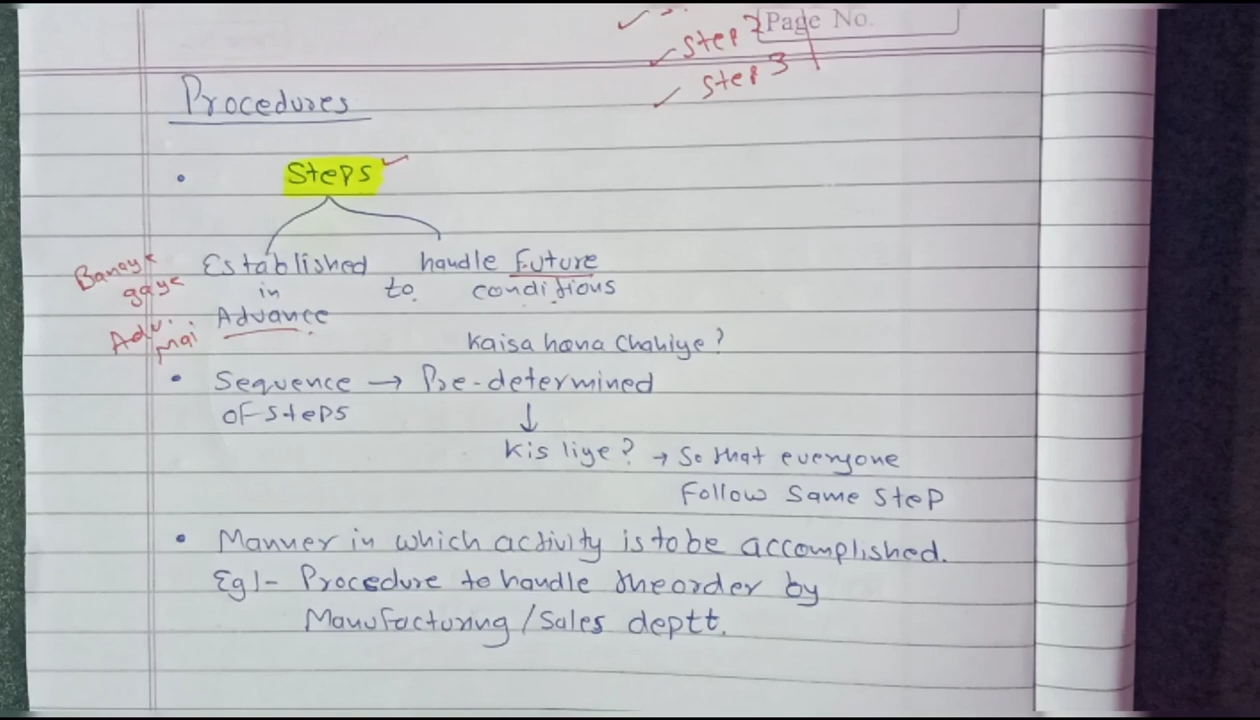 Page No.
Step 2
Step 3
Procedures
• Steps
Banaye gaye Adv. mai
Established in Advance
handle Future to conditions
Kaisa hona chahiye?
• Sequence → Pre-determined
of steps
↓
Kis liye? → So that everyone
Follow same step
• Manner in which activity is to be accomplished.
Eg1- Procedure to handle the order by
Manufacturing/Sales deptt.